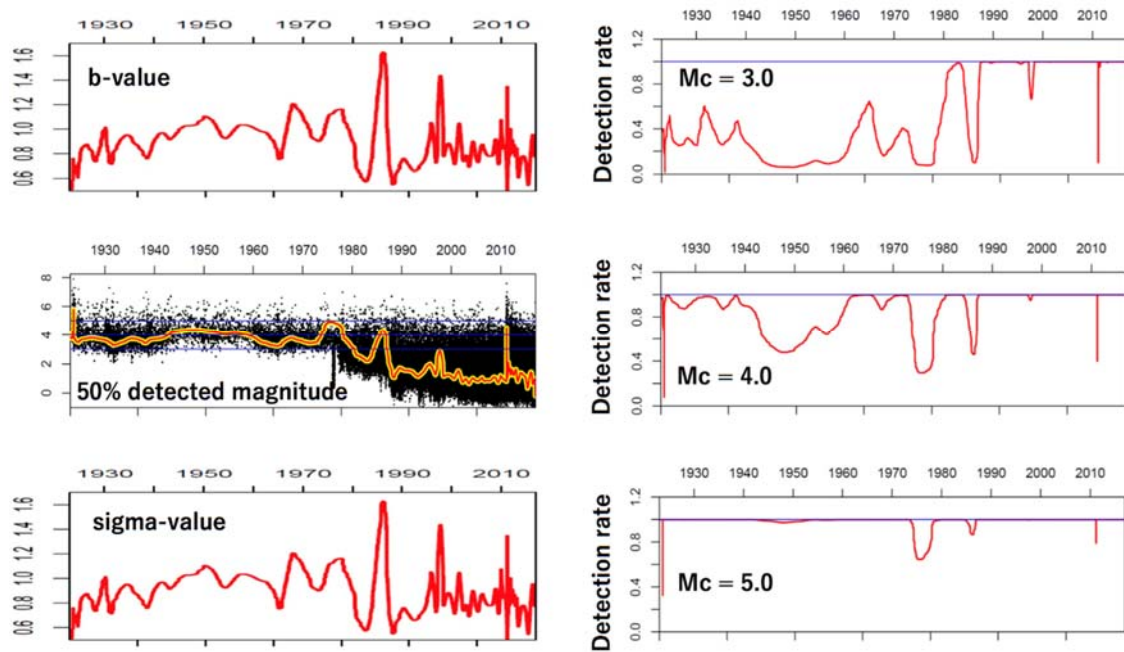 1930 1950 1970 1990 2010
0.6 0.8 1.0 1.2 1.4 1.6
b-value
1930 1940 1950 1960 1970 1980 1990 2000 2010
0 2 4 6 8
50% detected magnitude
1930 1950 1970 1990 2010
0.6 0.8 1.0 1.2 1.4 1.6
sigma-value
1930 1940 1950 1960 1970 1980 1990 2000 2010
Detection rate
0.0 0.4 0.8 1.2
Mc = 3.0
1930 1940 1950 1960 1970 1980 1990 2000 2010
Detection rate
0.0 0.4 0.8 1.2
Mc = 4.0
1930 1940 1950 1960 1970 1980 1990 2000 2010
Detection rate
0.0 0.4 0.8 1.2
Mc = 5.0